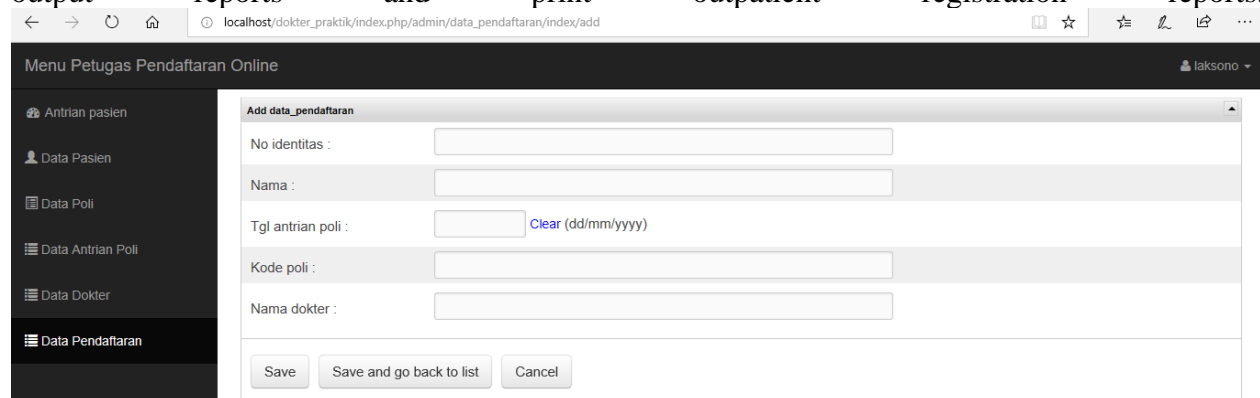 output reports and print outpatient registration reports.
localhost/dokter_praktik/index.php/admin/data_pendaftaran/index/add
Menu Petugas Pendaftaran Online
laksono
Antrian pasien
Data Pasien
Data Poli
Data Antrian Poli
Data Dokter
Data Pendaftaran
Add data_pendaftaran
No identitas :
Nama :
Tgl antrian poli : Clear (dd/mm/yyyy)
Kode poli :
Nama dokter :
Save Save and go back to list Cancel